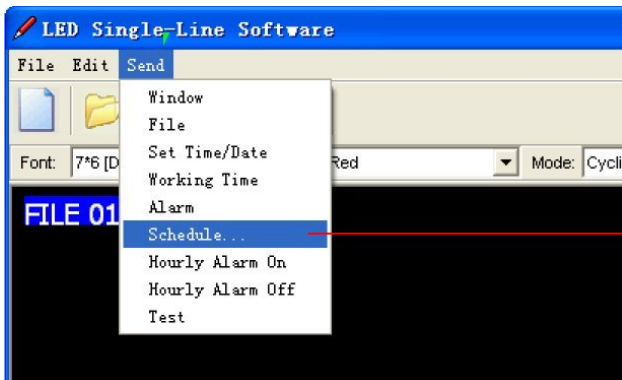 LED Single-Line Software
File Edit Send
Window
File
Set Time/Date
Working Time
Alarm
Schedule...
Hourly Alarm On
Hourly Alarm Off
Test
Font: 7*6 [D Red Mode: Cycli
FILE 01